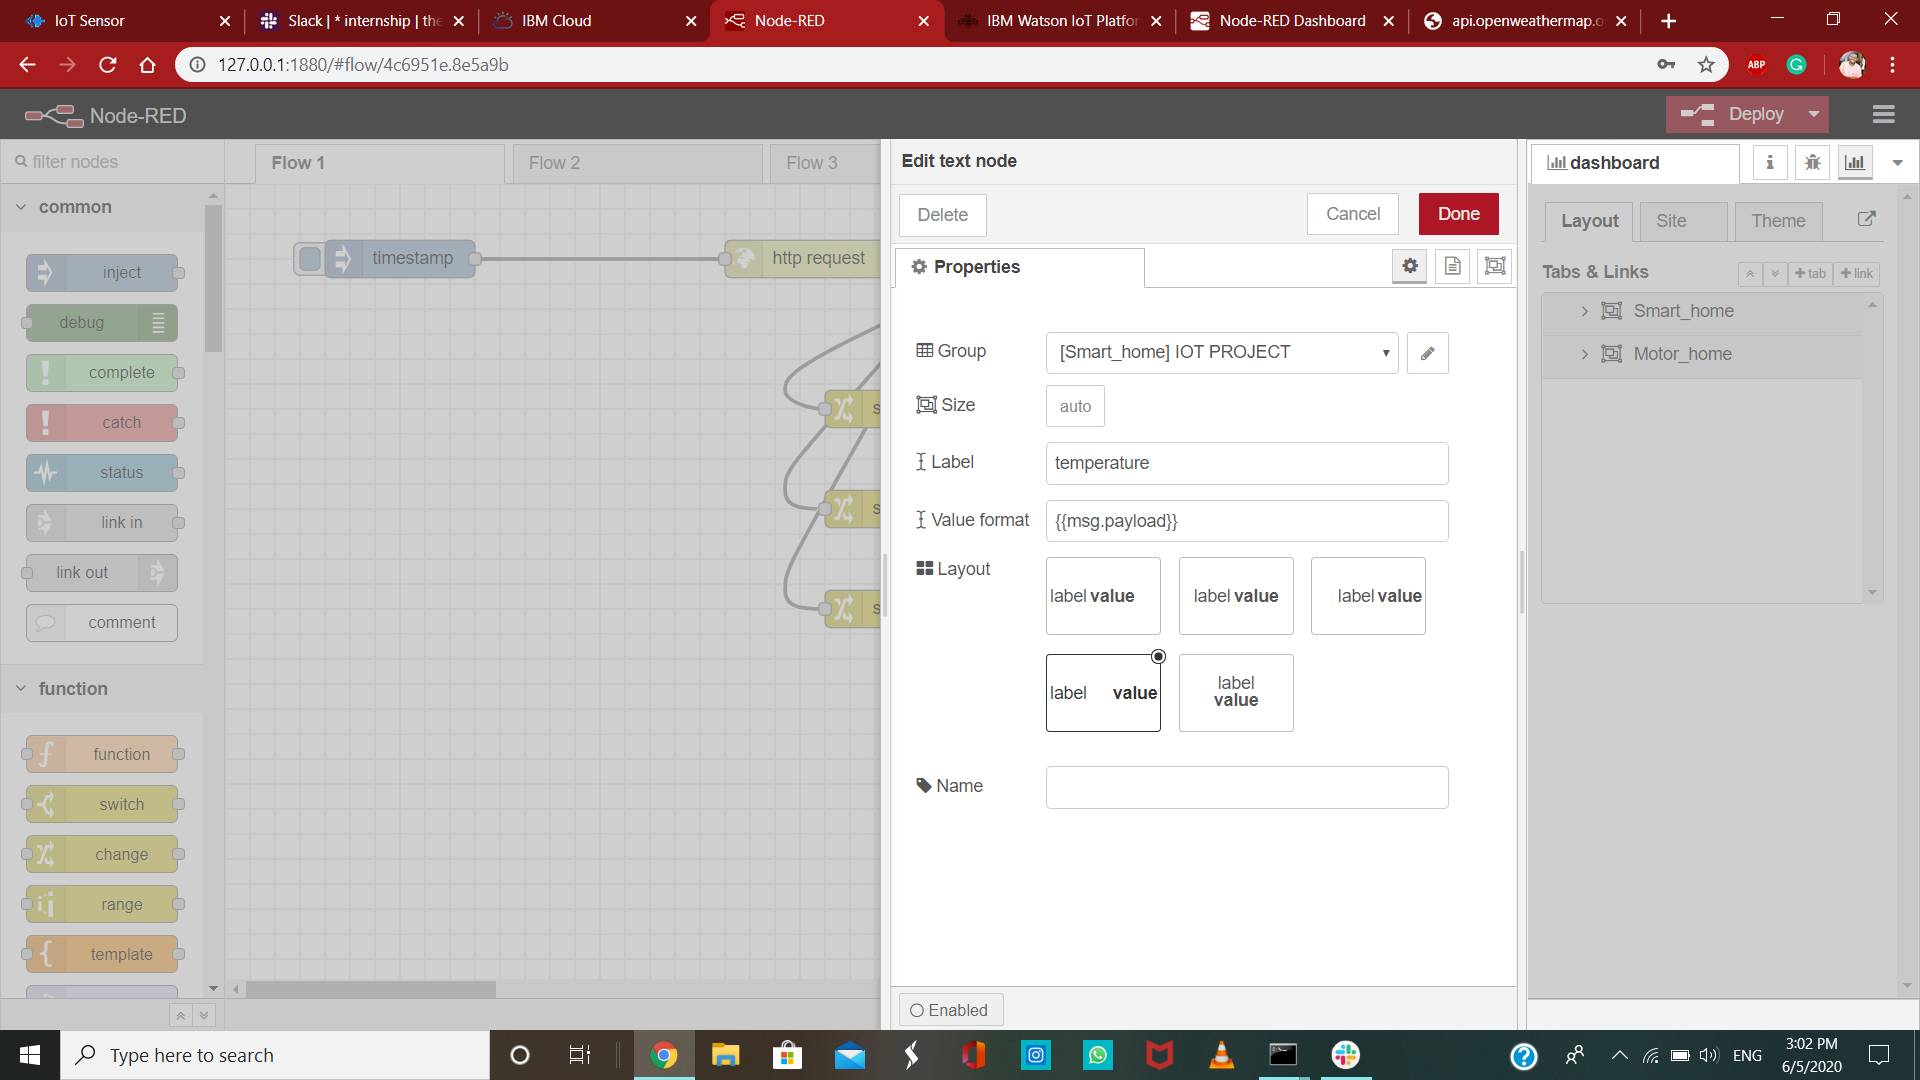 IoT Sensor
Slack | * internship | the
IBM Cloud
Node-RED
IBM Watson IoT Platfor
Node-RED Dashboard
api.openweathermap.o
127.0.0.1:1880/#flow/4c6951e.8e5a9b
ABP
Node-RED
Deploy
filter nodes
Flow 1
Flow 2
Flow 3
common
inject
debug
complete
catch
status
link in
link out
comment
function
function
switch
change
range
template
timestamp
http request
s
s
s
Edit text node
Delete
Cancel
Done
Properties
Group
[Smart_home] IOT PROJECT
Size
auto
Label
temperature
Value format
{{msg.payload}}
Layout
label value
label value
label value
label value
label
value
Name
Enabled
dashboard
Layout
Site
Theme
Tabs & Links
+ tab
+ link
Smart_home
Motor_home
Type here to search
ENG
3:02 PM
6/5/2020